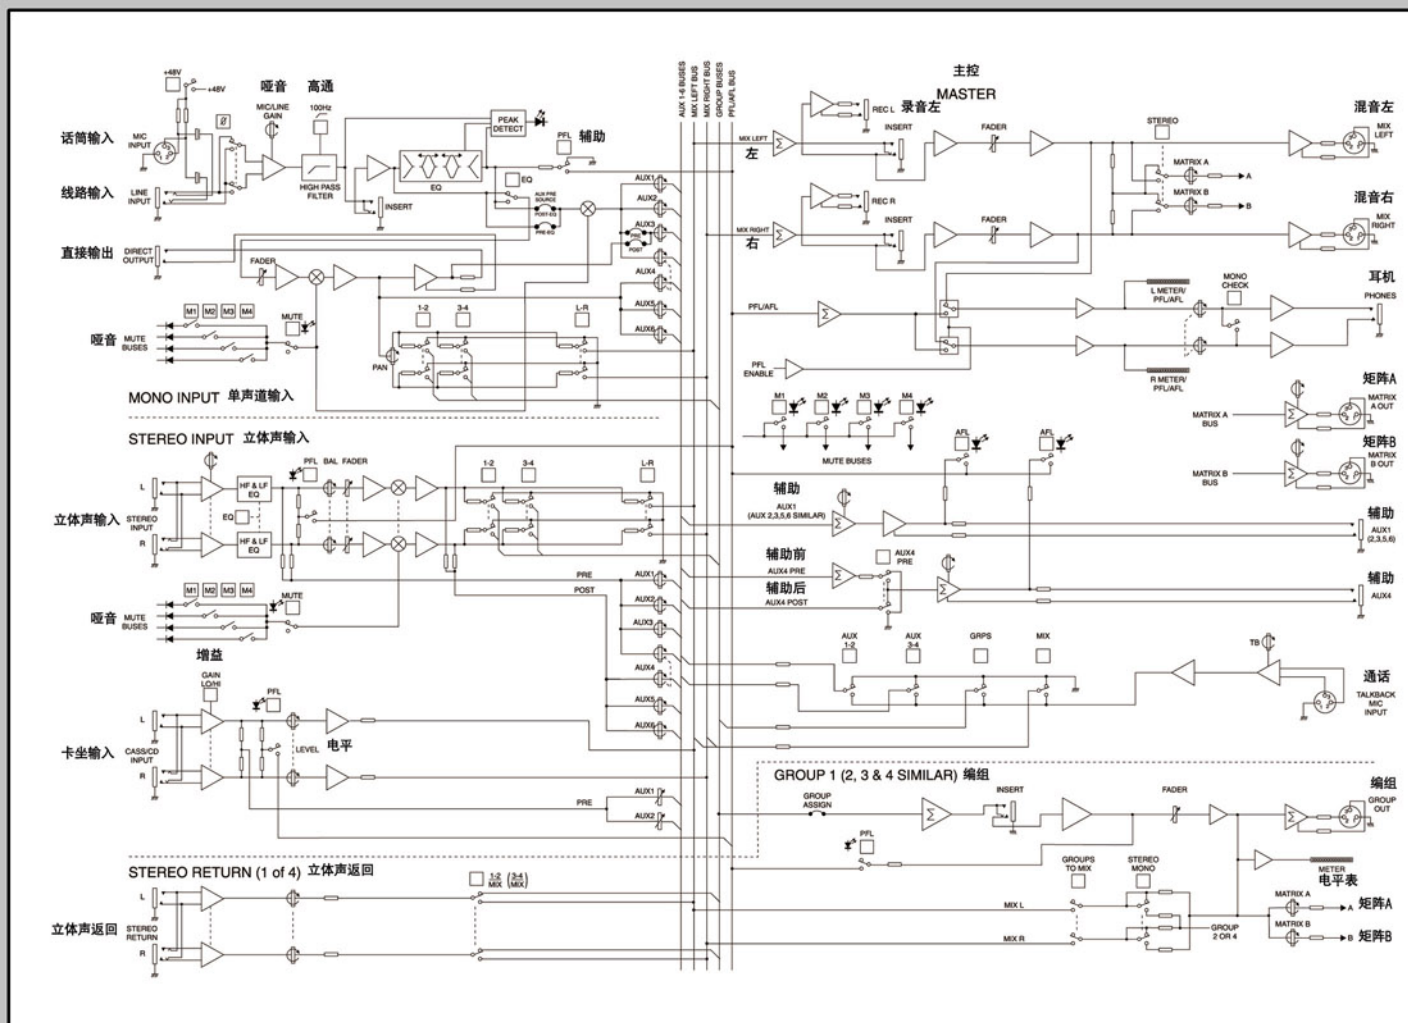 +48V
+48V
哑音
高通
MIC/LINE
GAIN
100Hz
话筒输入
MIC
INPUT
PEAK
DETECT
PFL
辅助
线路输入
LINE
INPUT
HIGH PASS
FILTER
EQ
EQ
INSERT
AUX PRE
SOURCE
POST-EQ
PRE-EQ
AUX1
AUX2
AUX3
PRE
POST
AUX4
AUX5
AUX6
直接输出
DIRECT
OUTPUT
FADER
M1
M2
M3
M4
MUTE
1-2
3-4
L-R
哑音
MUTE
BUSES
PAN
MONO INPUT 单声道输入
STEREO INPUT 立体声输入
PFL
BAL
FADER
1-2
3-4
L-R
L
HF & LF
EQ
立体声输入
STEREO
INPUT
EQ
R
HF & LF
EQ
PRE
POST
M1
M2
M3
M4
MUTE
哑音
MUTE
BUSES
AUX1
AUX2
AUX3
AUX4
AUX5
AUX6
增益
GAIN
LO/HI
PFL
L
卡坐输入
CASS/CD
INPUT
LEVEL
电平
R
PRE
AUX1
AUX2
STEREO RETURN (1 of 4) 立体声返回
1-2
MIX
(3-4
MIX)
L
立体声返回
STEREO
RETURN
R
AUX 1-6 BUSES
MIX LEFT BUS
MIX RIGHT BUS
GROUP BUSES
PFL/AFL BUS
主控
MASTER
MIX LEFT
左
Σ
REC L
录音左
INSERT
FADER
STEREO
混音左
MIX
LEFT
MATRIX A
A
MATRIX B
B
REC R
INSERT
FADER
MIX RIGHT
右
Σ
混音右
MIX
RIGHT
PFL/AFL
Σ
L METER/
PFL/AFL
MONO
CHECK
耳机
PHONES
PFL
ENABLE
R METER/
PFL/AFL
M1
M2
M3
M4
MUTE BUSES
AFL
AFL
矩阵A
MATRIX A
BUS
Σ
MATRIX
A OUT
矩阵B
MATRIX B
BUS
Σ
MATRIX
B OUT
辅助
AUX1
(AUX 2,3,5,6 SIMILAR)
Σ
辅助
AUX1
(2,3,5,6)
辅助前
AUX4 PRE
Σ
AUX4
PRE
Σ
辅助后
AUX4 POST
辅助
AUX4
AUX
1-2
AUX
3-4
GRPS
MIX
TB
通话
TALKBACK
MIC
INPUT
GROUP 1 (2, 3 & 4 SIMILAR) 编组
GROUP
ASSIGN
Σ
INSERT
FADER
Σ
编组
GROUP
OUT
PFL
METER
电平表
GROUPS
TO MIX
STEREO
MONO
MIX L
MIX R
GROUP
2 OR 4
MATRIX A
A
矩阵A
MATRIX B
B
矩阵B